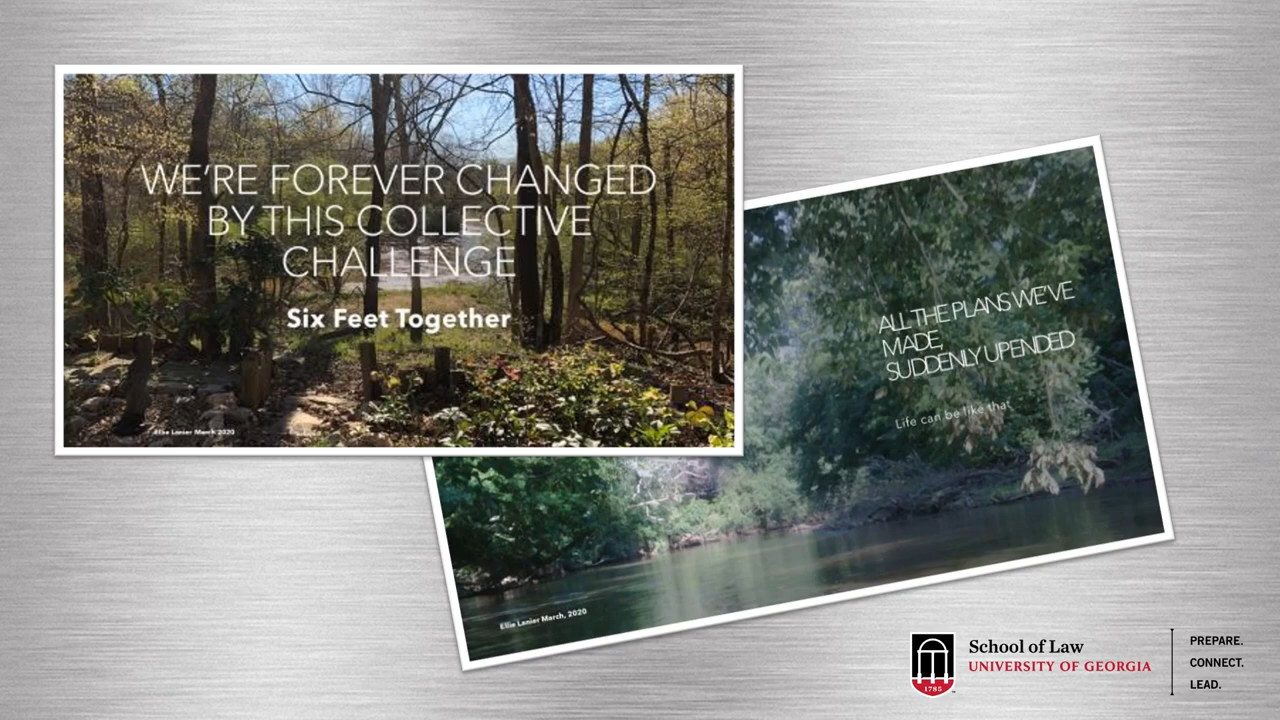 WE'RE FOREVER CHANGED
BY THIS COLLECTIVE
CHALLENGE
Six Feet Together
Ellie Lanier March 2020
ALL THE PLANS WE'VE
MADE,
SUDDENLY UPENDED
Life can be like that
Ellie Lanier March, 2020
1785
School of Law
UNIVERSITY OF GEORGIA
PREPARE.
CONNECT.
LEAD.